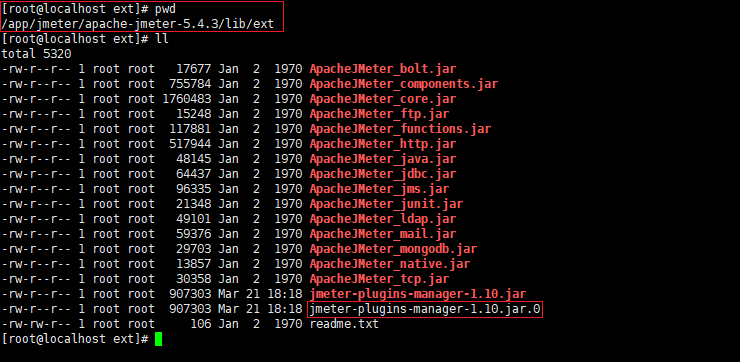 [root@localhost ext]# pwd
/app/jmeter/apache-jmeter-5.4.3/lib/ext
[root@localhost ext]# ll
total 5320
-rw-r--r-- 1 root root   17677 Jan  2  1970 ApacheJMeter_bolt.jar
-rw-r--r-- 1 root root  755784 Jan  2  1970 ApacheJMeter_components.jar
-rw-r--r-- 1 root root 1760483 Jan  2  1970 ApacheJMeter_core.jar
-rw-r--r-- 1 root root   15248 Jan  2  1970 ApacheJMeter_ftp.jar
-rw-r--r-- 1 root root  117881 Jan  2  1970 ApacheJMeter_functions.jar
-rw-r--r-- 1 root root  517944 Jan  2  1970 ApacheJMeter_http.jar
-rw-r--r-- 1 root root   48145 Jan  2  1970 ApacheJMeter_java.jar
-rw-r--r-- 1 root root   64437 Jan  2  1970 ApacheJMeter_jdbc.jar
-rw-r--r-- 1 root root   96335 Jan  2  1970 ApacheJMeter_jms.jar
-rw-r--r-- 1 root root   21348 Jan  2  1970 ApacheJMeter_junit.jar
-rw-r--r-- 1 root root   49101 Jan  2  1970 ApacheJMeter_ldap.jar
-rw-r--r-- 1 root root   59376 Jan  2  1970 ApacheJMeter_mail.jar
-rw-r--r-- 1 root root   29703 Jan  2  1970 ApacheJMeter_mongodb.jar
-rw-r--r-- 1 root root   13857 Jan  2  1970 ApacheJMeter_native.jar
-rw-r--r-- 1 root root   30358 Jan  2  1970 ApacheJMeter_tcp.jar
-rw-r--r-- 1 root root  907303 Mar 21 18:18 jmeter-plugins-manager-1.10.jar
-rw-r--r-- 1 root root  907303 Mar 21 18:18 jmeter-plugins-manager-1.10.jar.0
-rw-rw-r-- 1 root root     106 Jan  2  1970 readme.txt
[root@localhost ext]#